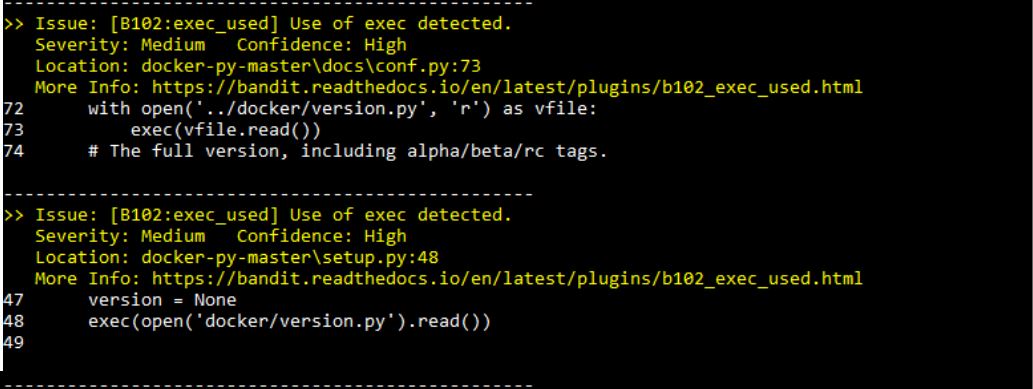 --------------------------------------------------
>> Issue: [B102:exec_used] Use of exec detected.
   Severity: Medium   Confidence: High
   Location: docker-py-master\docs\conf.py:73
   More Info: https://bandit.readthedocs.io/en/latest/plugins/b102_exec_used.html
72      with open('../docker/version.py', 'r') as vfile:
73          exec(vfile.read())
74      # The full version, including alpha/beta/rc tags.

--------------------------------------------------
>> Issue: [B102:exec_used] Use of exec detected.
   Severity: Medium   Confidence: High
   Location: docker-py-master\setup.py:48
   More Info: https://bandit.readthedocs.io/en/latest/plugins/b102_exec_used.html
47      version = None
48      exec(open('docker/version.py').read())
49

--------------------------------------------------